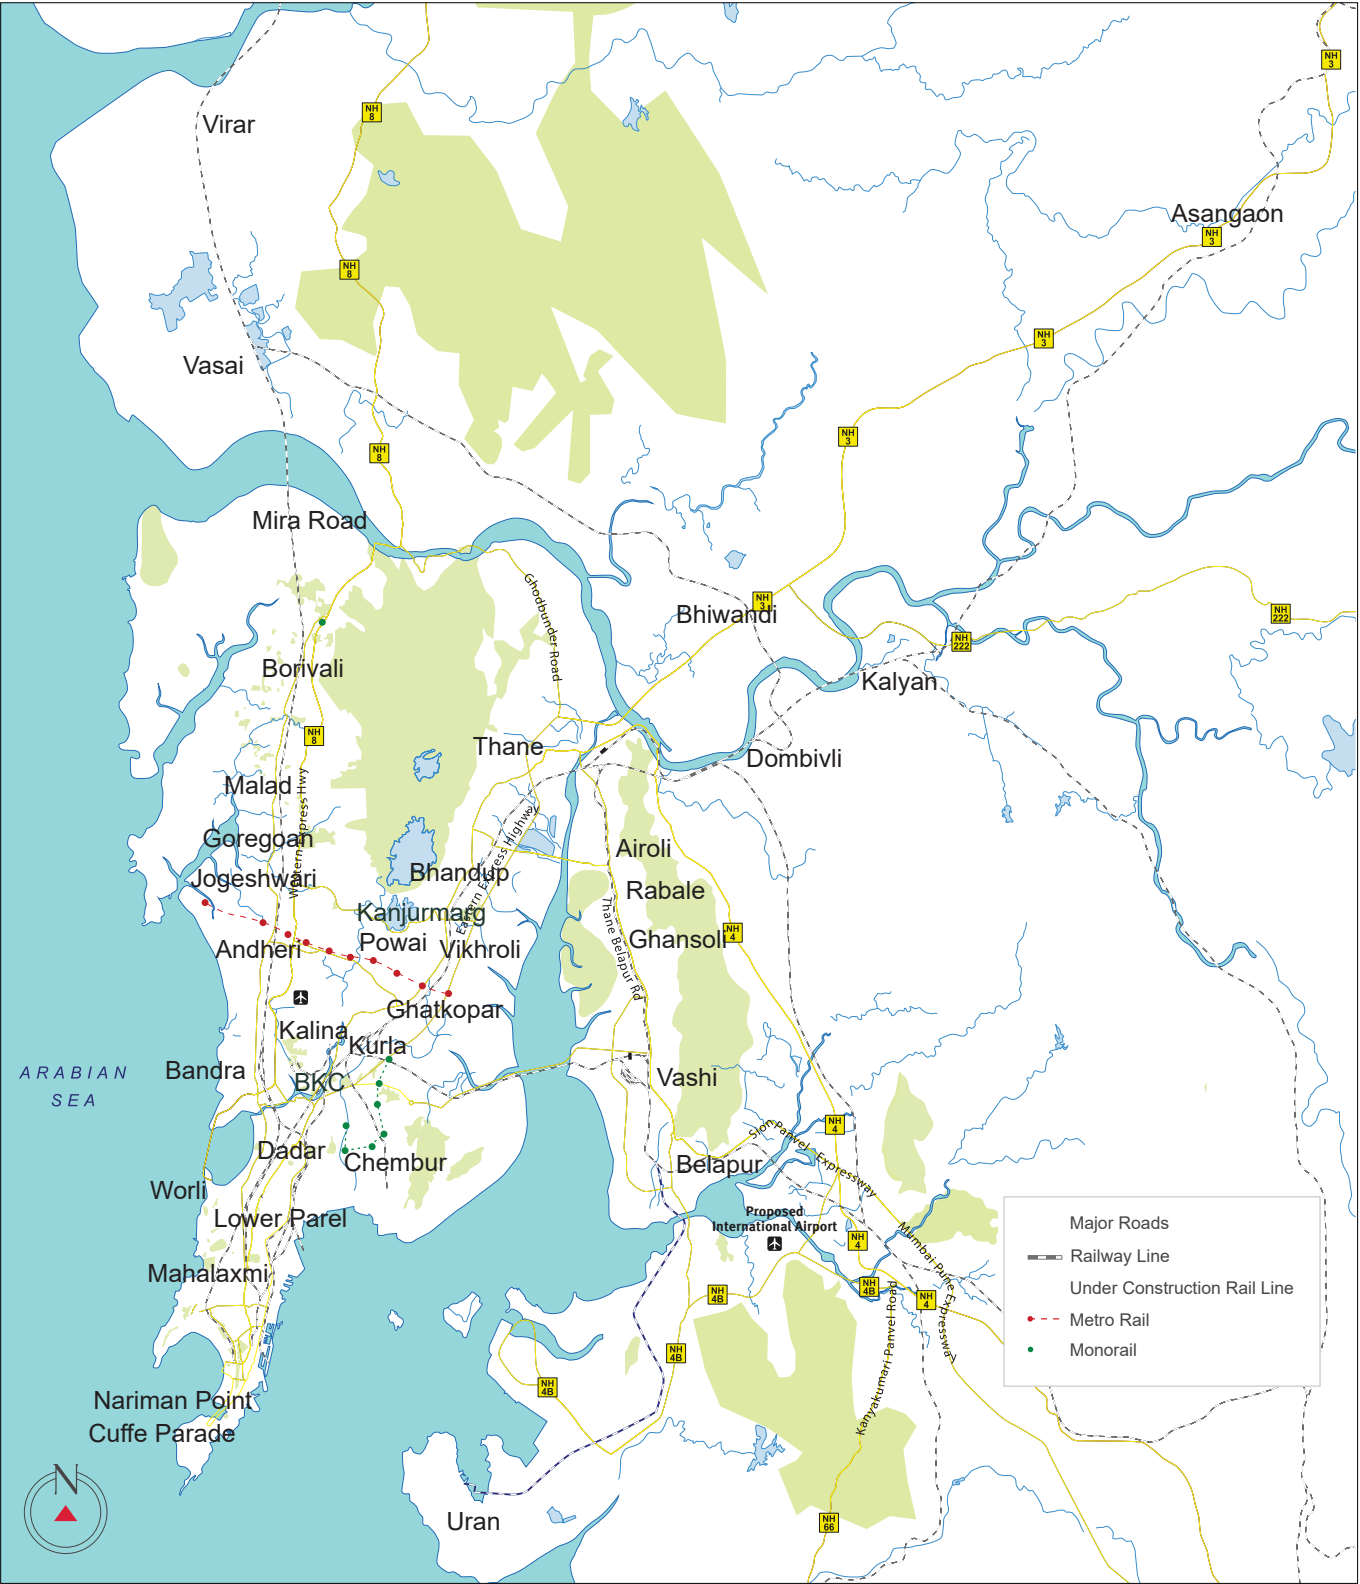 NH
3
Virar
NH
8
Asangaon
NH
3
NH
8
NH
3
Vasai
NH
3
NH
8
Mira Road
Ghodbunder Road
NH
3
Bhiwandi
NH
222
NH
222
Borivali
Kalyan
NH
8
Thane
Dombivli
Malad
Western Express Hwy
Goregoan
Eastern Express Highway
Airoli
Jogeshwari
Bhandup
Rabale
Kanjurmarg
Thane Belapur Rd
Andheri
Powai
Vikhroli
Ghansoli
NH
4
Ghatkopar
Kalina
Kurla
Bandra
BKC
Vashi
ARABIAN
SEA
NH
4
Sion Panvel Expressway
Dadar
Chembur
Belapur
Worli
Lower Parel
Proposed
International Airport
NH
4
Mumbai Pune Expressway
Mahalaxmi
NH
4B
NH
4B
NH
4
Kanyakumari Panvel Road
NH
4B
NH
4B
Nariman Point
Cuffe Parade
N
Uran
NH
66
Major Roads
Railway Line
Under Construction Rail Line
Metro Rail
Monorail